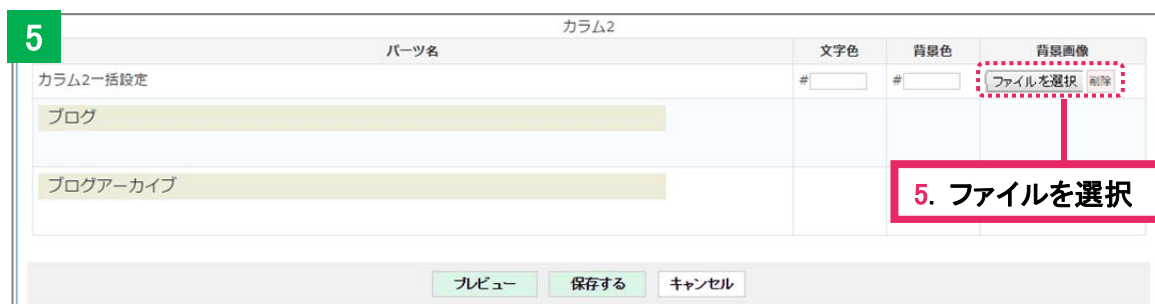 5
カラム2
パーツ名 文字色 背景色 背景画像
カラム2一括設定 # # ファイルを選択 削除
ブログ
ブログアーカイブ
5. ファイルを選択
プレビュー 保存する キャンセル